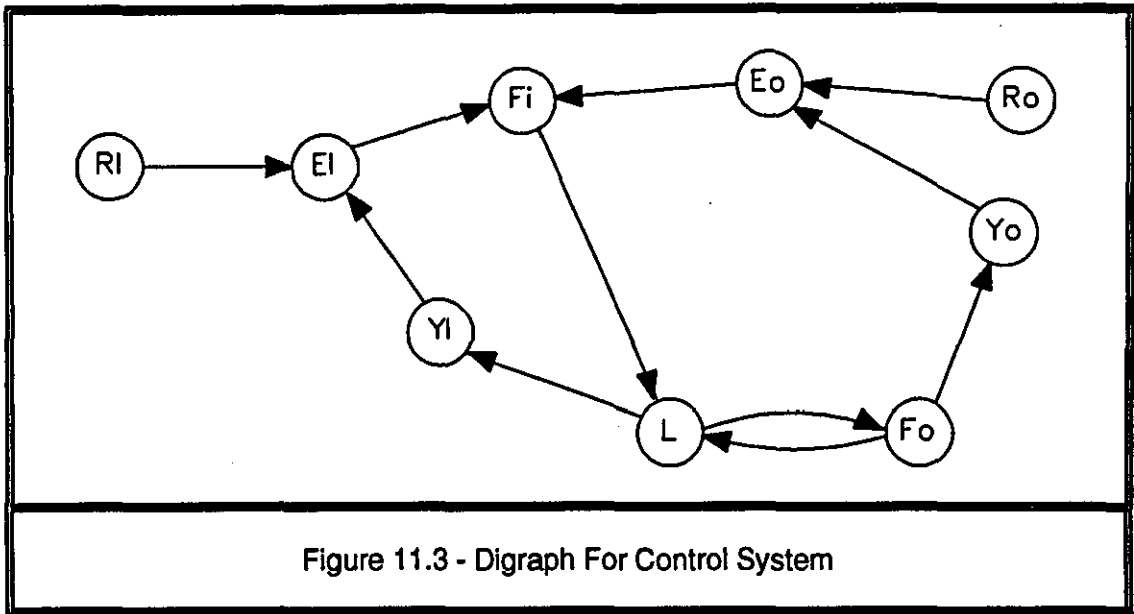 Eo
Fi
Ro
RI
EI
Yo
YI
L
Fo
Figure 11.3 - Digraph For Control System